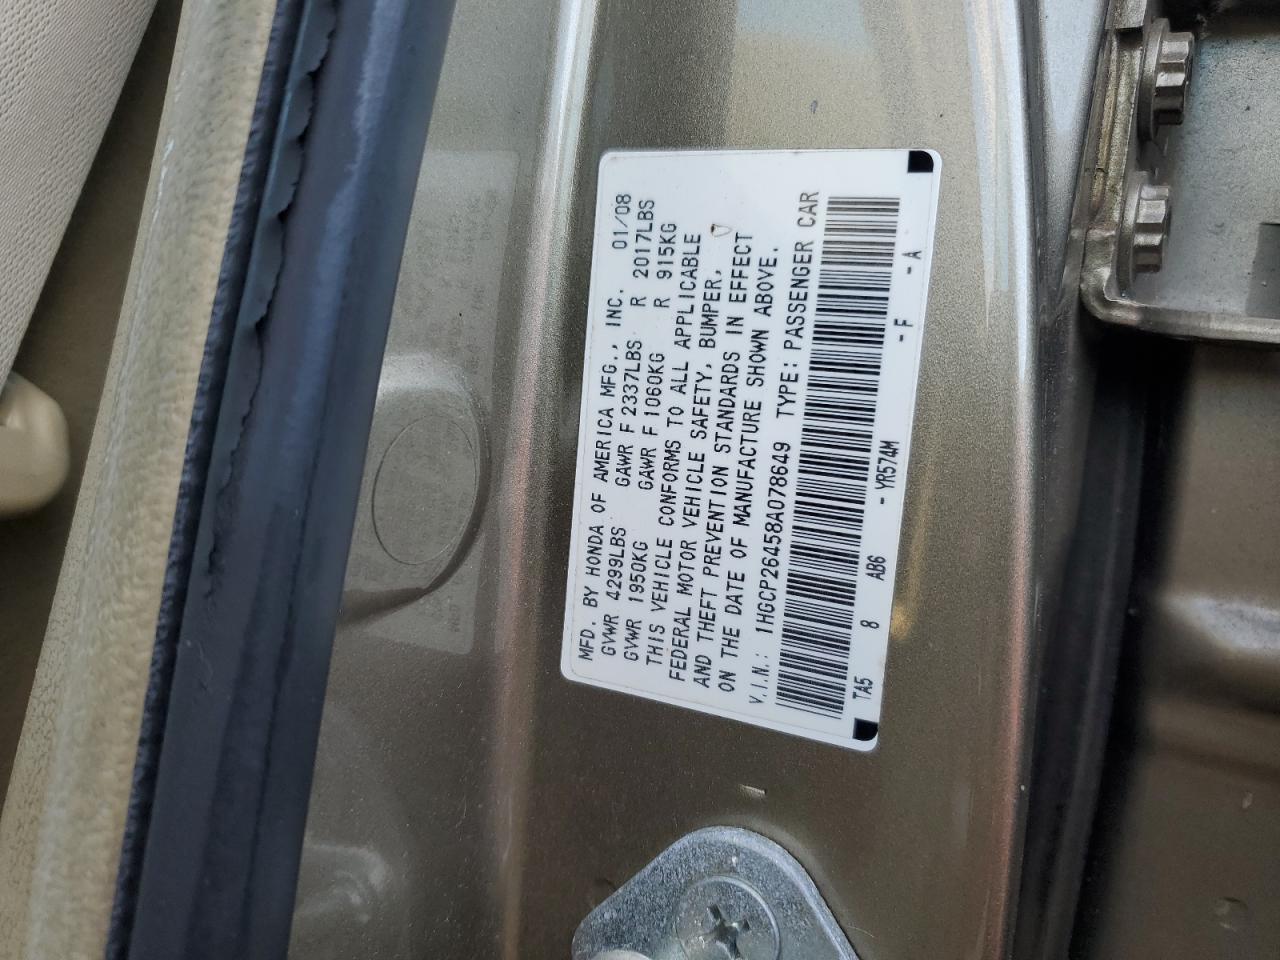 MFD. BY HONDA OF AMERICA MFG., INC. 01/08
GVWR 4299LBS GAWR F 2337LBS R 2017LBS
GVWR 1950KG GAWR F 1060KG R 915KG
THIS VEHICLE CONFORMS TO ALL APPLICABLE
FEDERAL MOTOR VEHICLE SAFETY, BUMPER,
AND THEFT PREVENTION STANDARDS IN EFFECT
ON THE DATE OF MANUFACTURE SHOWN ABOVE.
V.I.N.: 1HGCP26458A078649 TYPE: PASSENGER CAR
TA5 8 AB6 - YR574M - F - A